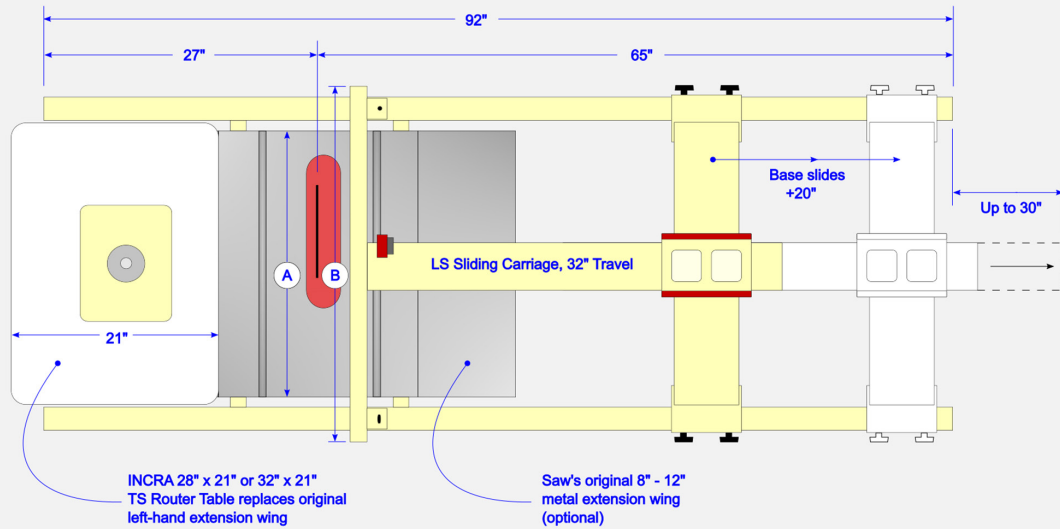 92"
27"
65"
Base slides
+20"
Up to 30"
A
B
LS Sliding Carriage, 32" Travel
21"
INCRA 28" x 21" or 32" x 21"
TS Router Table replaces original
left-hand extension wing
Saw's original 8" - 12"
metal extension wing
(optional)